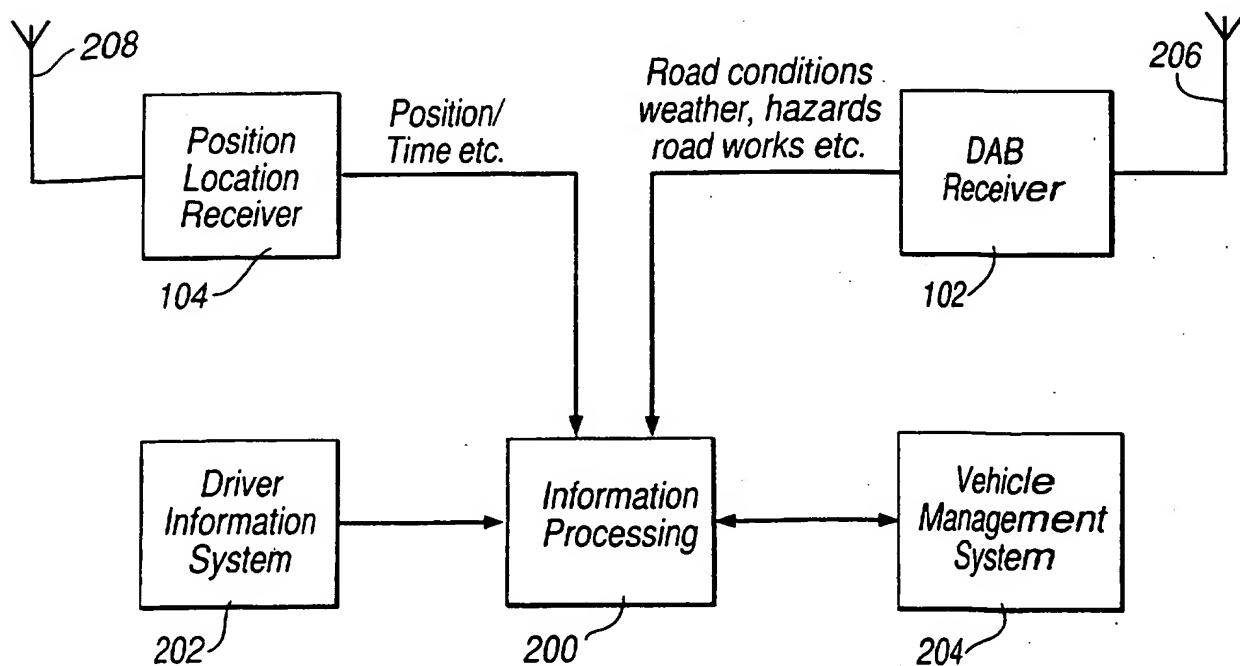 208
Position
Location
Receiver
104
Position/
Time etc.
Road conditions
weather, hazards
road works etc.
DAB
Receiver
102
206
Driver
Information
System
202
Information
Processing
200
Vehicle
Management
System
204